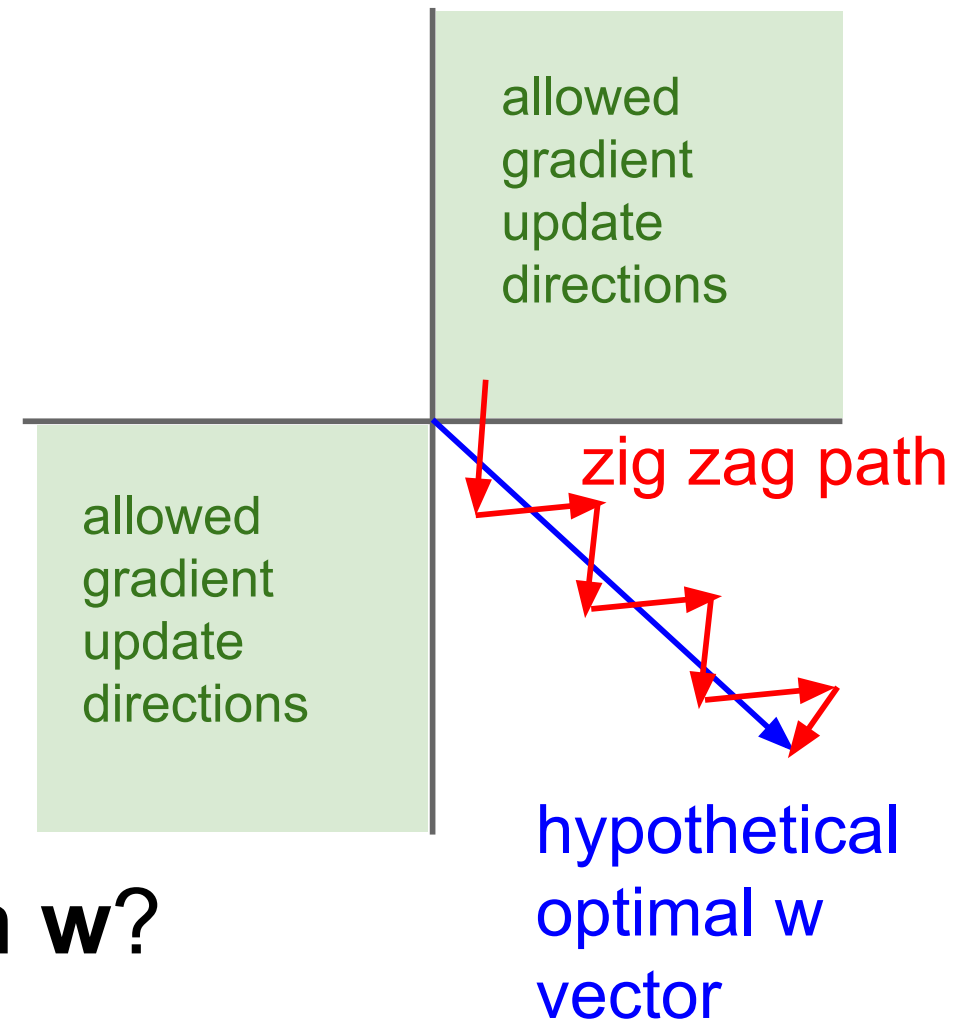 allowed
gradient
update
directions
zig zag path
allowed
gradient
update
directions
hypothetical
optimal w
vector
w?